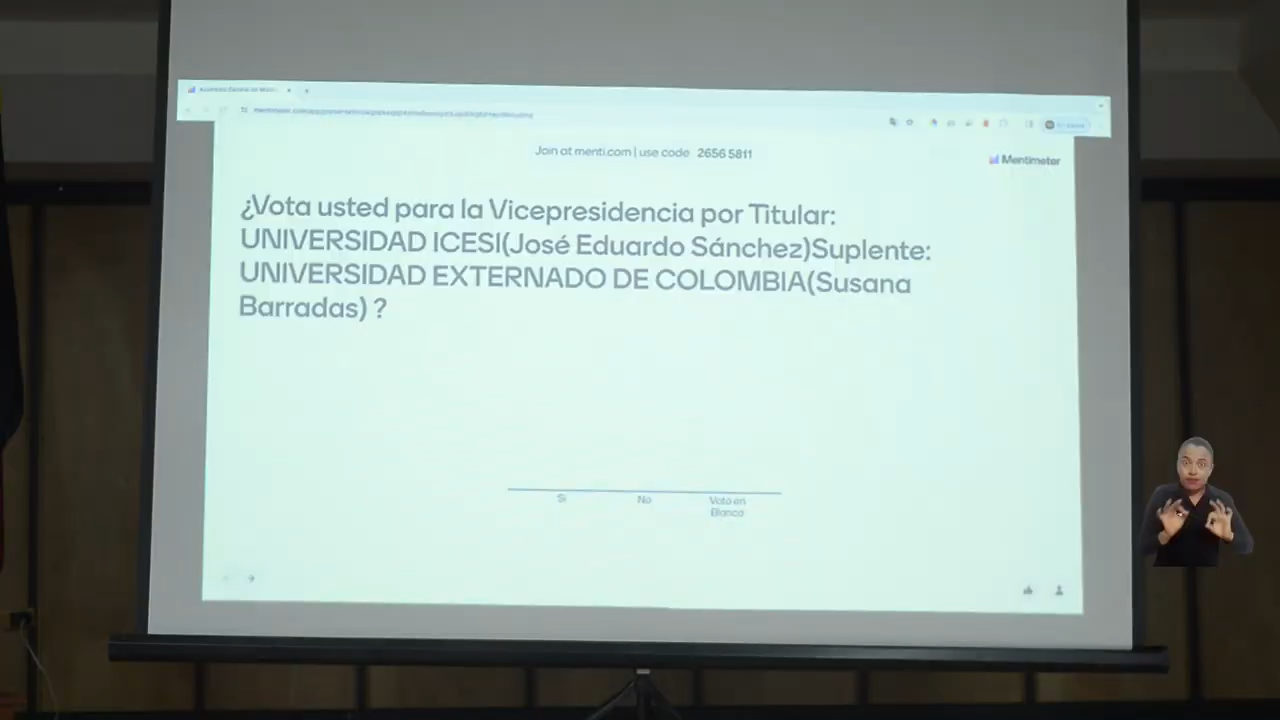 Join at menti.com | use code 2656 5811
Mentimeter
¿Vota usted para la Vicepresidencia por Titular:
UNIVERSIDAD ICESI(José Eduardo Sánchez)Suplente:
UNIVERSIDAD EXTERNADO DE COLOMBIA(Susana
Barradas) ?
Si
No
Voto en
Blanco